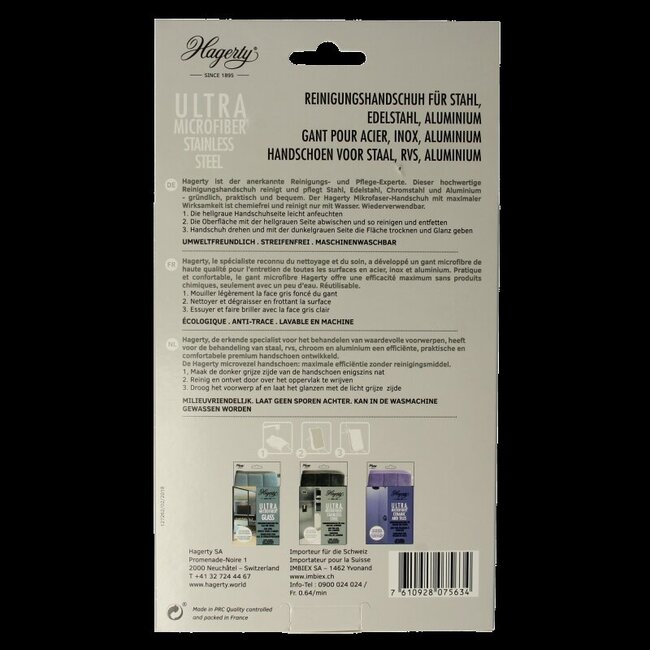 Hagerty®
SINCE 1895
ULTRA
MICROFIBER®
STAINLESS
STEEL
REINIGUNGSHANDSCHUH FÜR STAHL,
EDELSTAHL, ALUMINIUM
GANT POUR ACIER, INOX, ALUMINIUM
HANDSCHOEN VOOR STAAL, RVS, ALUMINIUM
DE
Hagerty ist der anerkannte Reinigungs- und Pflege-Experte. Dieser hochwertige
Reinigungshandschuh reinigt und pflegt Stahl, Edelstahl, Chromstahl und Aluminium
- gründlich, praktisch und bequem. Der Hagerty Mikrofaser-Handschuh mit maximaler
Wirksamkeit ist chemiefrei und reinigt nur mit Wasser. Wiederverwendbar.
1. Die hellgraue Handschuhseite leicht anfeuchten
2. Die Oberfläche mit der hellgrauen Seite abwischen und so reinigen und entfetten
3. Handschuh drehen und mit der dunkelgrauen Seite die Fläche trocknen und Glanz geben
UMWELTFREUNDLICH . STREIFENFREI . MASCHINENWASCHBAR
FR
Hagerty, le spécialiste reconnu du nettoyage et du soin, a développé un gant microfibre de
haute qualité pour l'entretien de toutes les surfaces en acier, inox et aluminium. Pratique
et confortable, le gant microfibre Hagerty offre une efficacité maximum sans produits
chimiques, seulement avec un peu d'eau. Réutilisable.
1. Mouiller légèrement la face gris foncé du gant
2. Nettoyer et dégraisser en frottant la surface
3. Essuyer et faire briller avec la face gris clair
ÉCOLOGIQUE . ANTI-TRACE . LAVABLE EN MACHINE
NL
Hagerty, de erkende specialist voor het behandelen van waardevolle voorwerpen, heeft
voor de behandeling van staal, rvs, chroom en aluminium een efficiënte, praktische en
comfortabele premium handschoen ontwikkeld.
De Hagerty microvezel handschoen: maximale efficiëntie zonder reinigingsmiddel.
1. Maak de donker grijze zijde van de handschoen enigszins nat
2. Reinig en ontvet door over het oppervlak te wrijven
3. Droog het voorwerp af en laat het glanzen met de licht grijze zijde
MILIEUVRIENDELIJK. LAAT GEEN SPOREN ACHTER. KAN IN DE WASMACHINE
GEWASSEN WORDEN
1 2 3
Hagerty ULTRA GLASS
Hagerty ULTRA STAINLESS STEEL
Hagerty ULTRA
127262/02/2019
Hagerty SA
Promenade-Noire 1
2000 Neuchâtel – Switzerland
T +41 32 724 44 67
www.hagerty.world
Importeur für die Schweiz
Importateur pour la Suisse
IMBIEX SA – 1462 Yvonand
www.imbiex.ch
Info-Tel : 0900 024 024 /
Fr. 0.64/min
7 610928 075634
Made in PRC Quality controlled
and packed in France